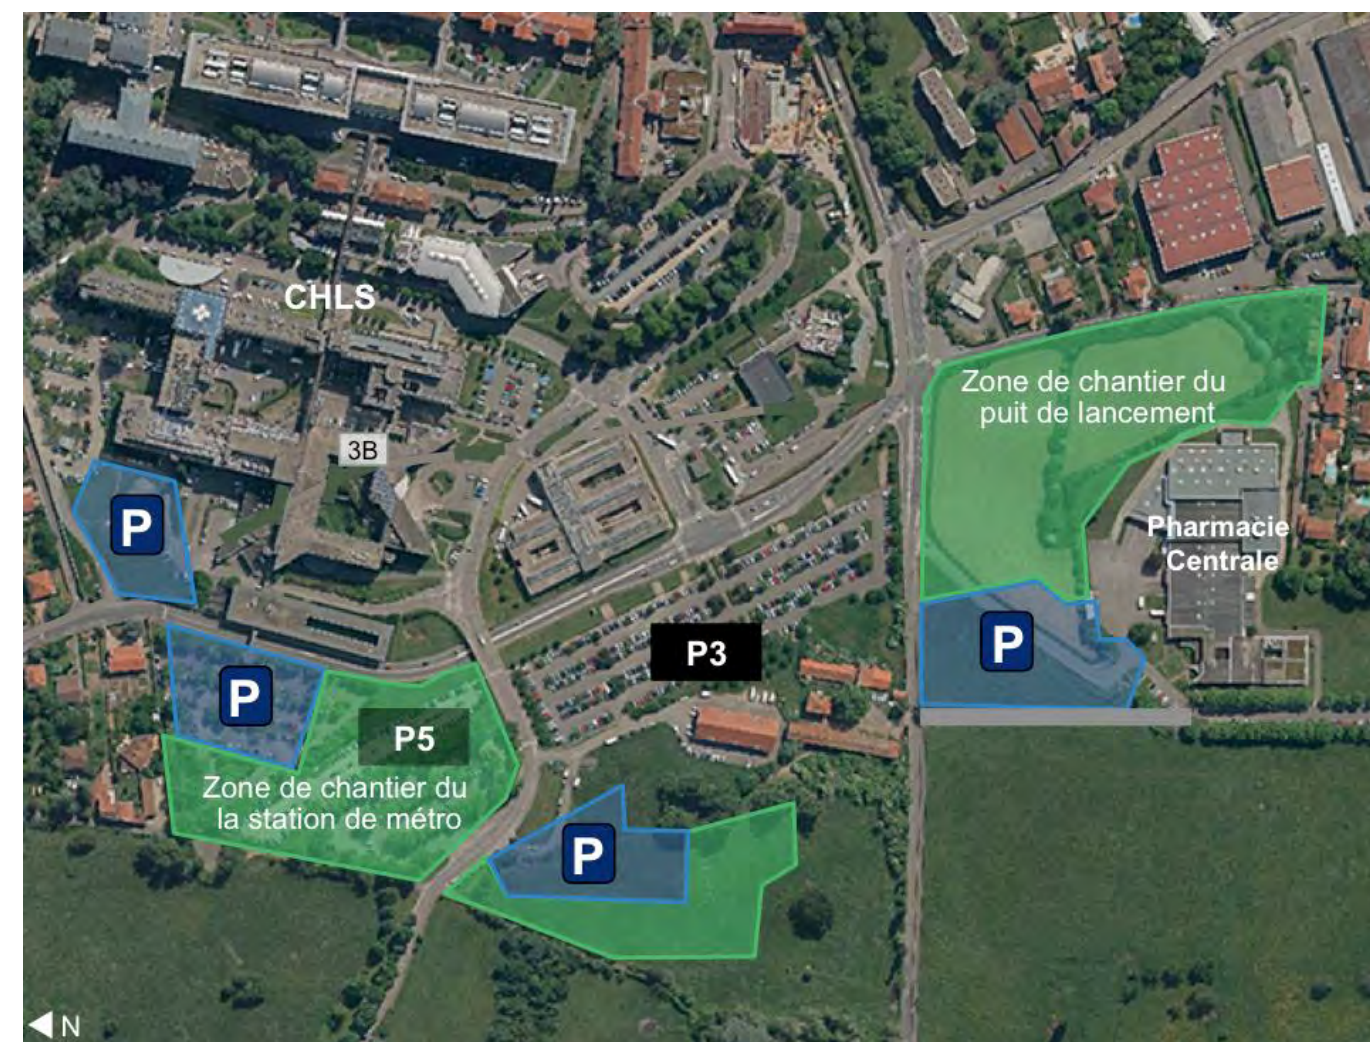 CHLS
Zone de chantier du
puit de lancement
3B
P
Pharmacie
Centrale
P
P3
P
P5
Zone de chantier du
la station de métro
P
N